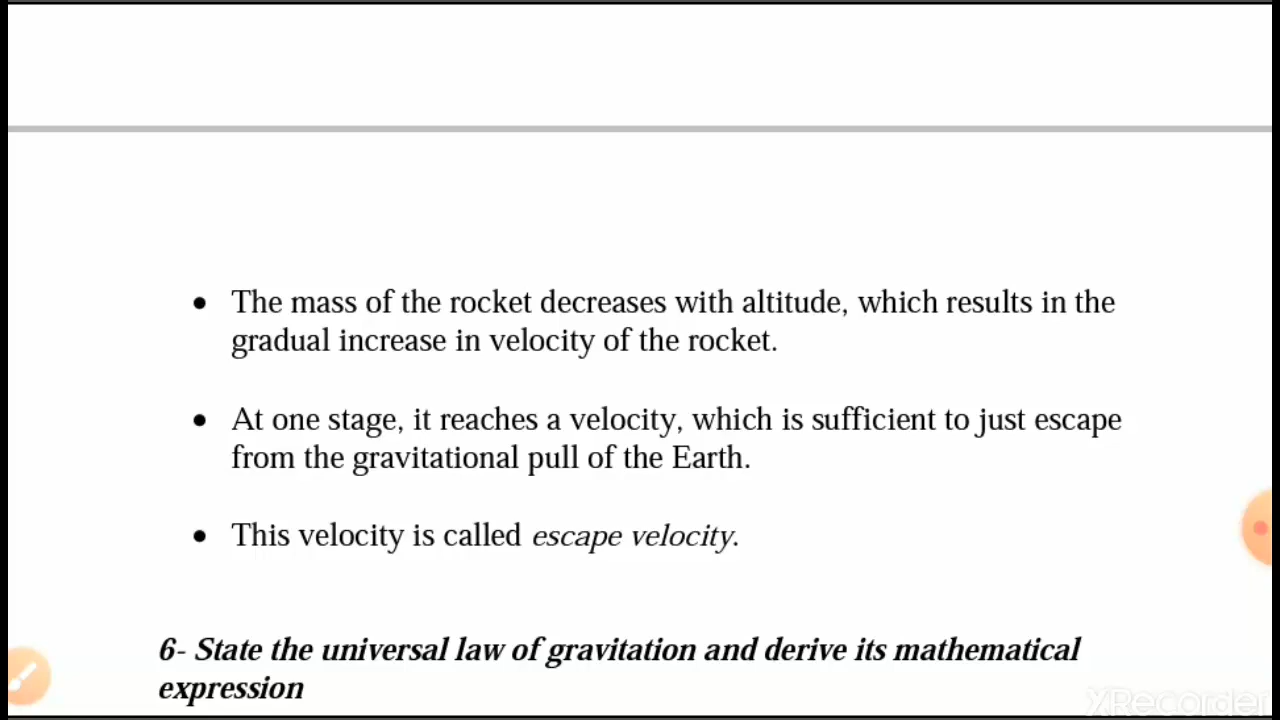 • The mass of the rocket decreases with altitude, which results in the
gradual increase in velocity of the rocket.
• At one stage, it reaches a velocity, which is sufficient to just escape
from the gravitational pull of the Earth.
• This velocity is called escape velocity.
6- State the universal law of gravitation and derive its mathematical
expression
XRecorder